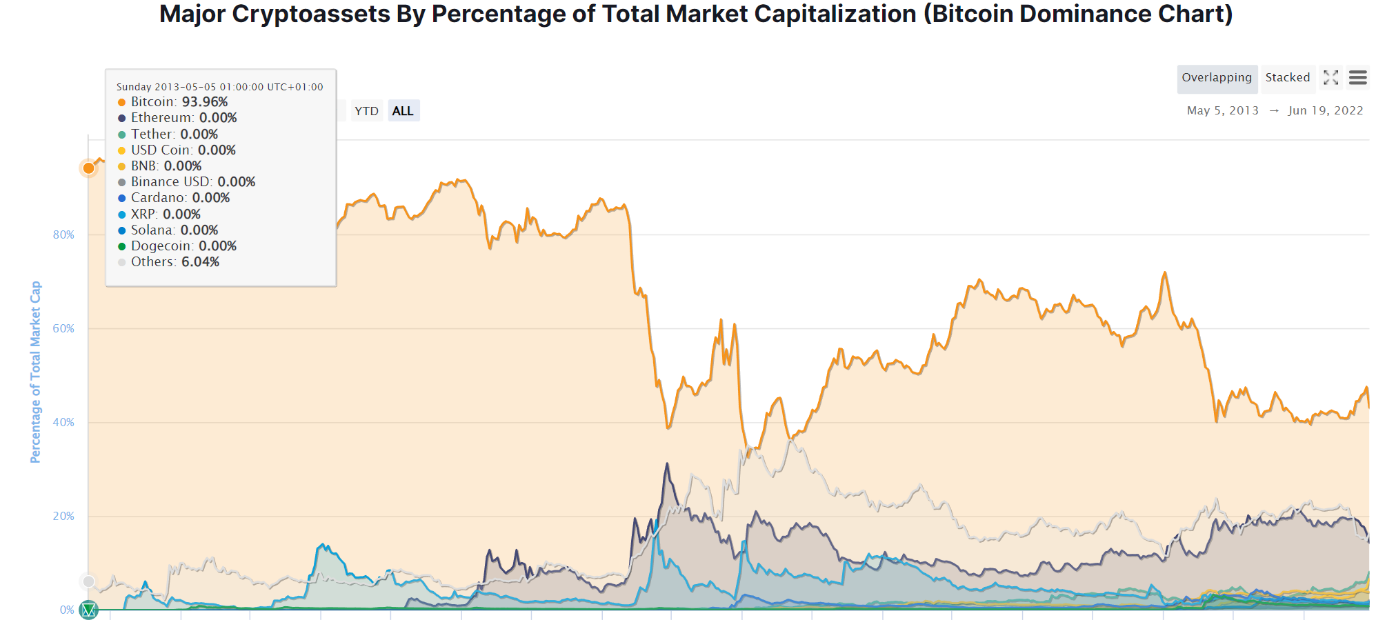 Major Cryptoassets By Percentage of Total Market Capitalization (Bitcoin Dominance Chart)
Overlapping Stacked
YTD ALL
May 5, 2013 → Jun 19, 2022
Sunday 2013-05-05 01:00:00 UTC+01:00
Bitcoin: 93.96%
Ethereum: 0.00%
Tether: 0.00%
USD Coin: 0.00%
BNB: 0.00%
Binance USD: 0.00%
Cardano: 0.00%
XRP: 0.00%
Solana: 0.00%
Dogecoin: 0.00%
Others: 6.04%
Percentage of Total Market Cap
80%
60%
40%
20%
0%